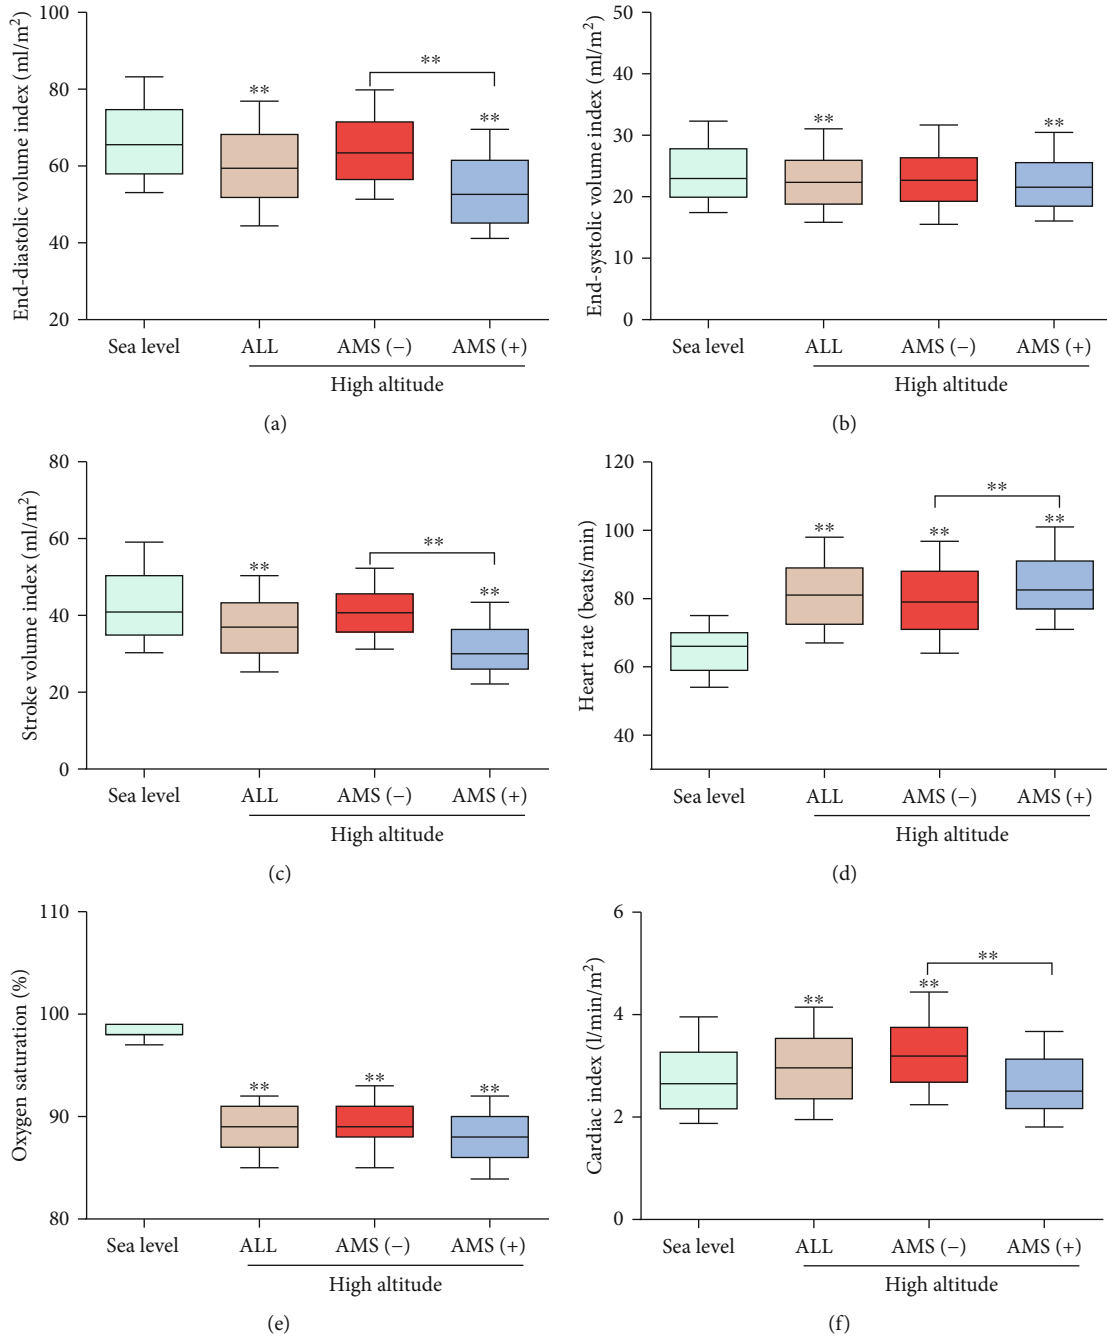 End-diastolic volume index (ml/m²)
100
80
60
40
20
**
**
**
Sea level
ALL
AMS (−)
AMS (+)
High altitude
(a)
End-systolic volume index (ml/m²)
50
40
30
20
10
0
**
**
Sea level
ALL
AMS (−)
AMS (+)
High altitude
(b)
Stroke volume index (ml/m²)
80
60
40
20
0
**
**
**
Sea level
ALL
AMS (−)
AMS (+)
High altitude
(c)
Heart rate (beats/min)
120
100
80
60
40
**
**
**
**
Sea level
ALL
AMS (−)
AMS (+)
High altitude
(d)
Oxygen saturation (%)
110
100
90
80
**
**
**
Sea level
ALL
AMS (−)
AMS (+)
High altitude
(e)
Cardiac index (l/min/m²)
6
4
2
0
**
**
**
Sea level
ALL
AMS (−)
AMS (+)
High altitude
(f)